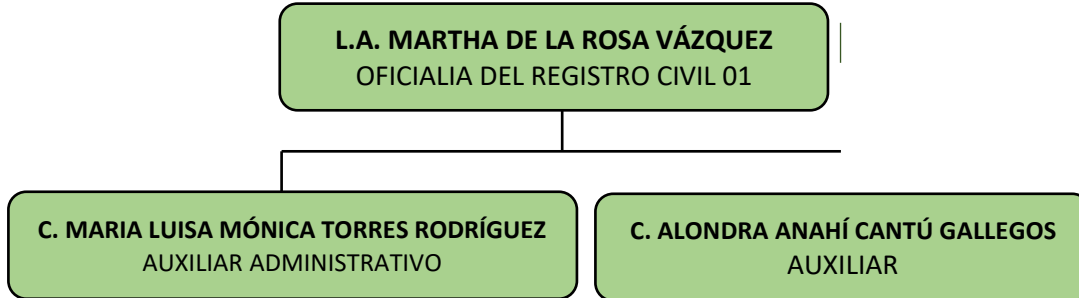 L.A. MARTHA DE LA ROSA VÁZQUEZ
OFICIALIA DEL REGISTRO CIVIL 01
C. MARIA LUISA MÓNICA TORRES RODRÍGUEZ
AUXILIAR ADMINISTRATIVO
C. ALONDRA ANAHÍ CANTÚ GALLEGOS
AUXILIAR